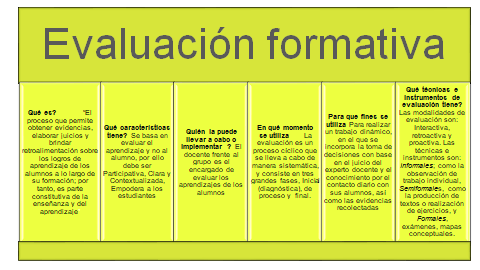 Evaluación formativa
Qué es? "El
proceso que permite
obtener evidencias,
elaborar juicios y
brindar
retroalimentación sobre
los logros de
aprendizaje de los
alumnos a lo largo de
su formación; por
tanto, es parte
constitutiva de la
enseñanza y del
aprendizaje
Qué características
tiene? Se basa en
evaluar el
aprendizaje y no al
alumno, por ello
deber ser
Participativa, Clara y
Contextualizada,
Empodera a los
estudiantes
Quién la puede
llevar a cabo o
implementar ? El
docente frente al
grupo es el
encargado de
evaluar los
aprendizajes de los
alumnos
En qué momento
se utiliza La
evaluación es un
proceso cíclico que
se lleva a cabo de
manera sistemática,
y consiste en tres
grandes fases, Inicial
(diagnóstica), de
proceso y final.
Para que fines se
utiliza Para realizar
un trabajo dinámico,
en el que se
incorpora la toma de
decisiones con base
en el juicio del
experto docente y el
conocimiento por el
contacto diario con
sus alumnos, así
como las evidencias
recolectadas
Qué técnicas e
instrumentos de
evaluación tiene?
Las modalidades de
evaluación son:
Interactiva,
retroactiva y
proactiva. Las
técnicas e
instrumentos son:
informales; como la
observación de
trabajo individual,
Semiformales, como
la producción de
textos o realización
de ejercicios, y
Formales,
exámenes, mapas
conceptuales.